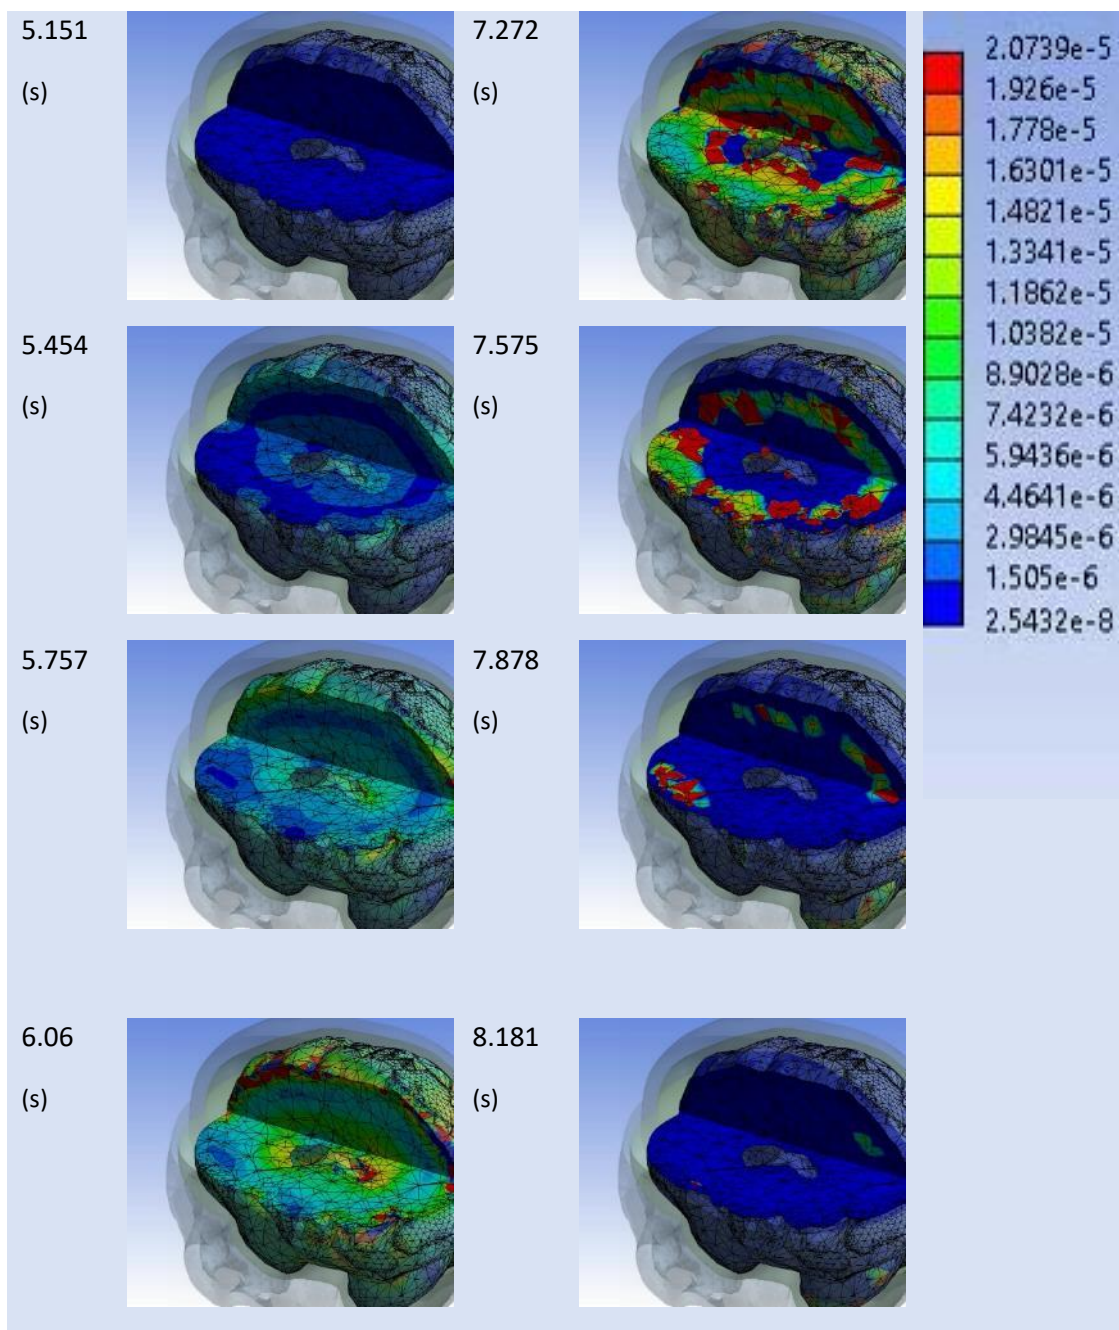 5.151
(s)
7.272
(s)
5.454
(s)
7.575
(s)
5.757
(s)
7.878
(s)
6.06
(s)
8.181
(s)
2.0739e-5
1.926e-5
1.778e-5
1.6301e-5
1.4821e-5
1.3341e-5
1.1862e-5
1.0382e-5
8.9028e-6
7.4232e-6
5.9436e-6
4.4641e-6
2.9845e-6
1.505e-6
2.5432e-8